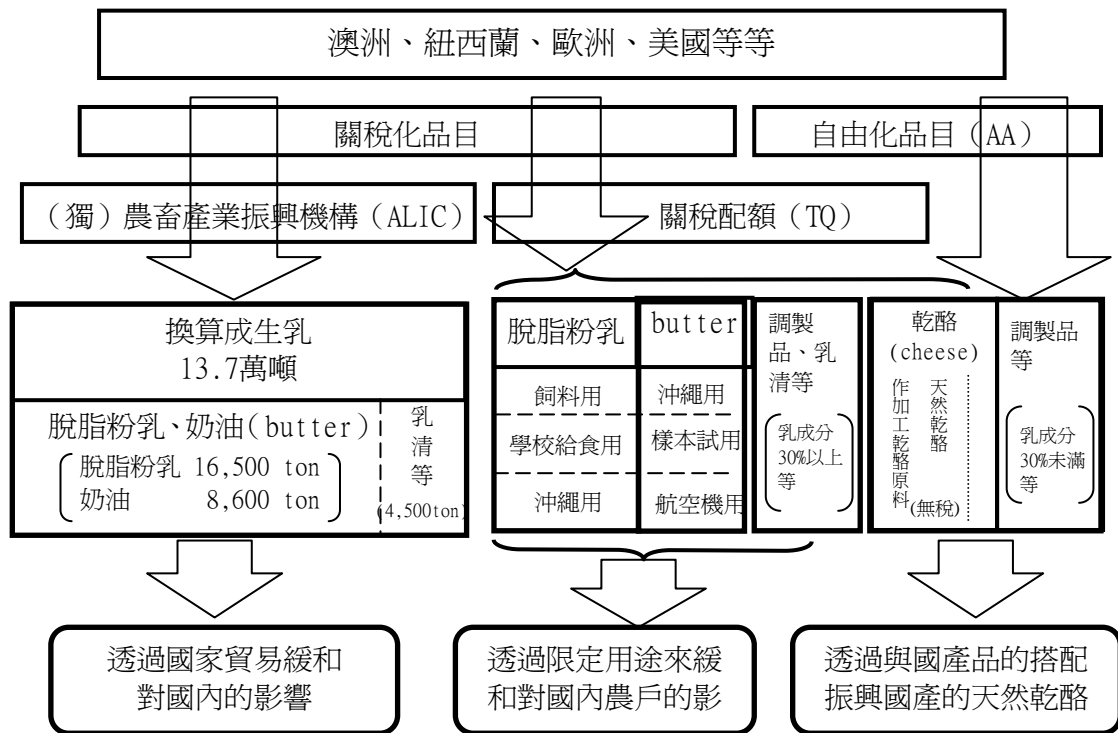 澳洲、紐西蘭、歐洲、美國等等
關稅化品目
自由化品目(AA)
(獨)農畜產業振興機構(ALIC)
關稅配額(TQ)
換算成生乳
13.7萬噸
脫脂粉乳、奶油(butter)
脫脂粉乳 16,500 ton
奶油 8,600 ton
乳清等
(4,500ton)
脫脂粉乳
飼料用
學校給食用
沖繩用
butter
沖繩用
樣本試用
航空機用
調製
品、乳
清等
乳成分
30%以上
等
乾酪
(cheese)
天然乾酪
作加工乾酪原料
(無稅)
調製品
等
乳成分
30%未滿
等
透過國家貿易緩和
對國內的影響
透過限定用途來緩
和對國內農戶的影
透過與國產品的搭配
振興國產的天然乾酪